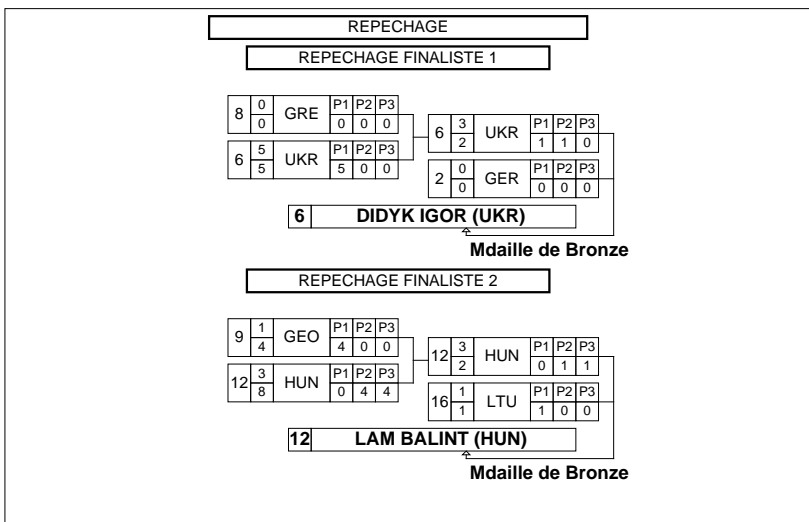 REPECHAGE
REPECHAGE FINALISTE 1
8 0 0 GRE P1 P2 P3 0 0 0
6 5 5 UKR P1 P2 P3 5 0 0
6 3 2 UKR P1 P2 P3 1 1 0
2 0 0 GER P1 P2 P3 0 0 0
6 DIDYK IGOR (UKR)
Mdaille de Bronze
REPECHAGE FINALISTE 2
9 1 4 GEO P1 P2 P3 4 0 0
12 3 8 HUN P1 P2 P3 0 4 4
12 3 2 HUN P1 P2 P3 0 1 1
16 1 1 LTU P1 P2 P3 1 0 0
12 LAM BALINT (HUN)
Mdaille de Bronze